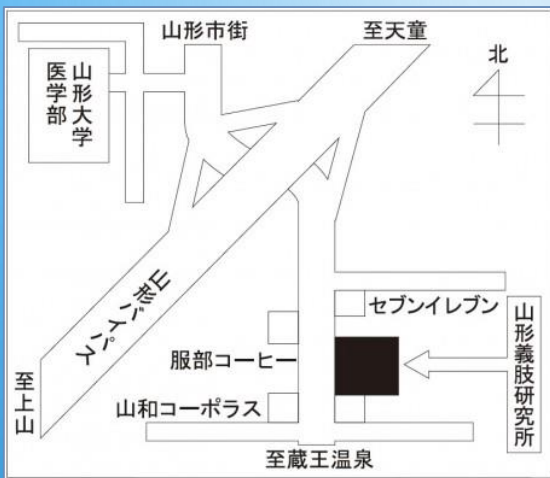 山形市街
至天童
北
山形大学
医学部
山形バイパス
セブンイレブン
服部コーヒー
山形義肢研究所
至上山
山和コーポラス
至蔵王温泉